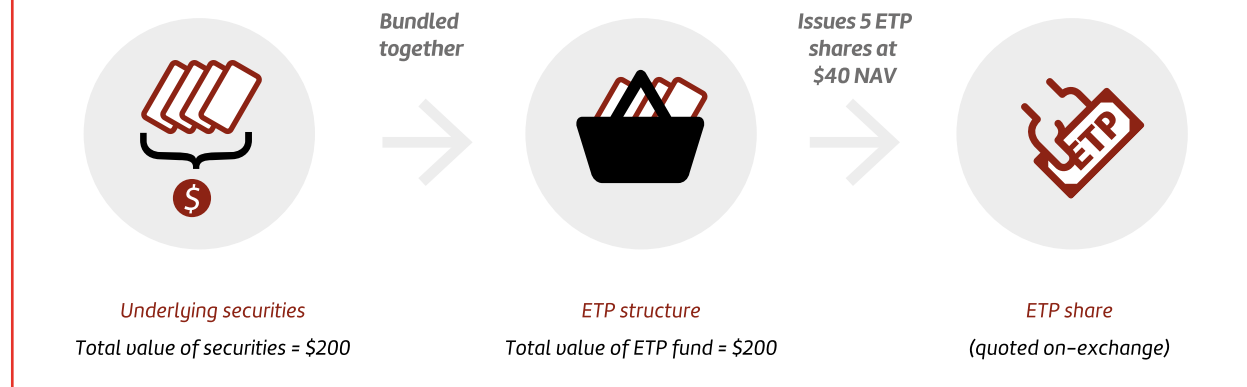 Bundled
together
Issues 5 ETP
shares at
$40 NAV
$
ETP
Underlying securities
ETP structure
ETP share
Total value of securities = $200
Total value of ETP fund = $200
(quoted on-exchange)